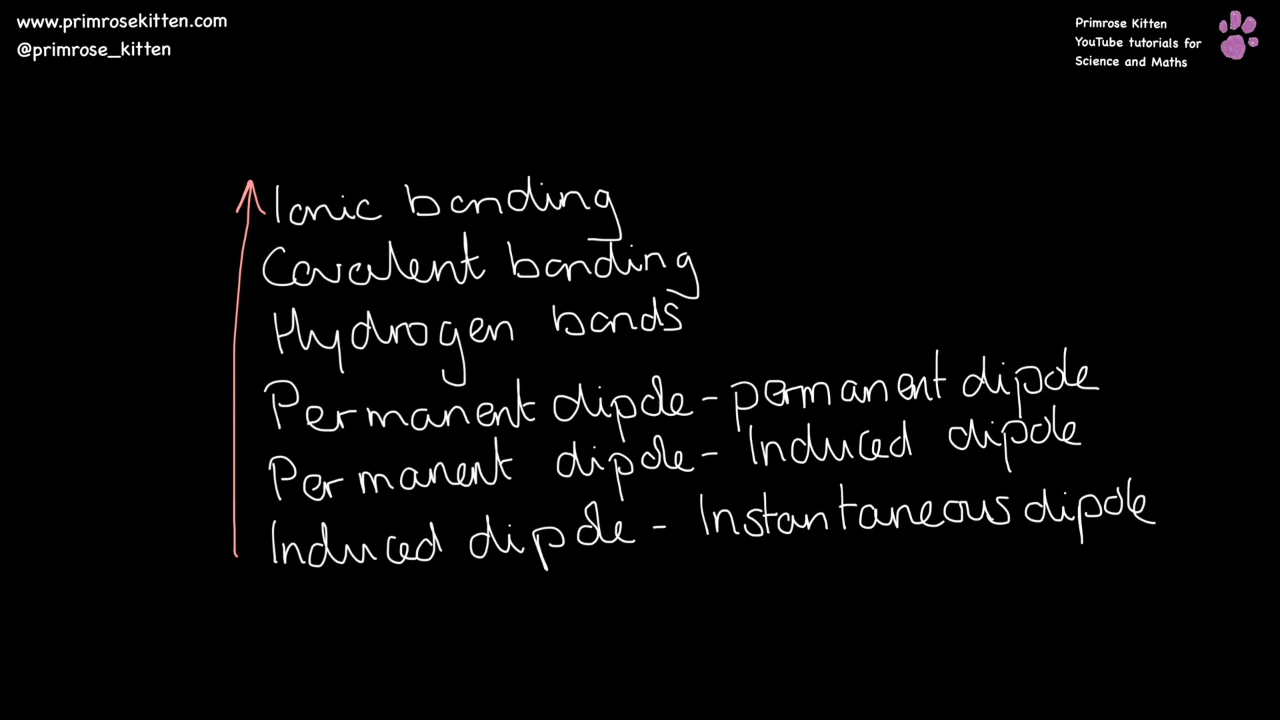 www.primrosekitten.com
@primrose_kitten
Primrose Kitten
YouTube tutorials for
Science and Maths
Ionic bonding
Covalent bonding
Hydrogen bonds
Permanent dipole - permanent dipole
Permanent dipole - Induced dipole
Induced dipole - Instantaneous dipole